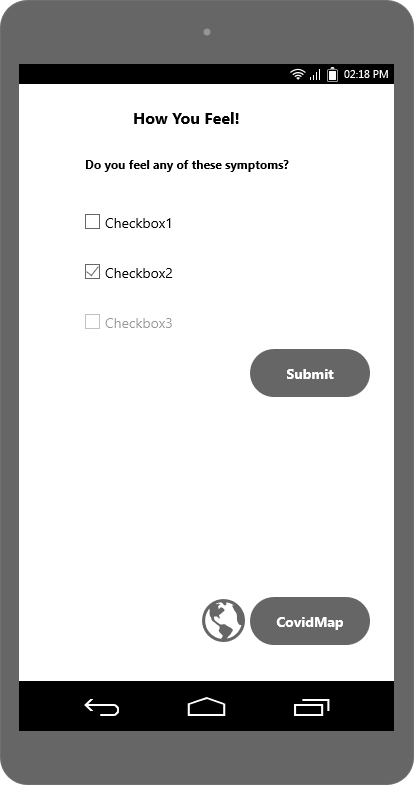 02:18 PM
How You Feel!
Do you feel any of these symptoms?
Checkbox1
Checkbox2
Checkbox3
Submit
CovidMap